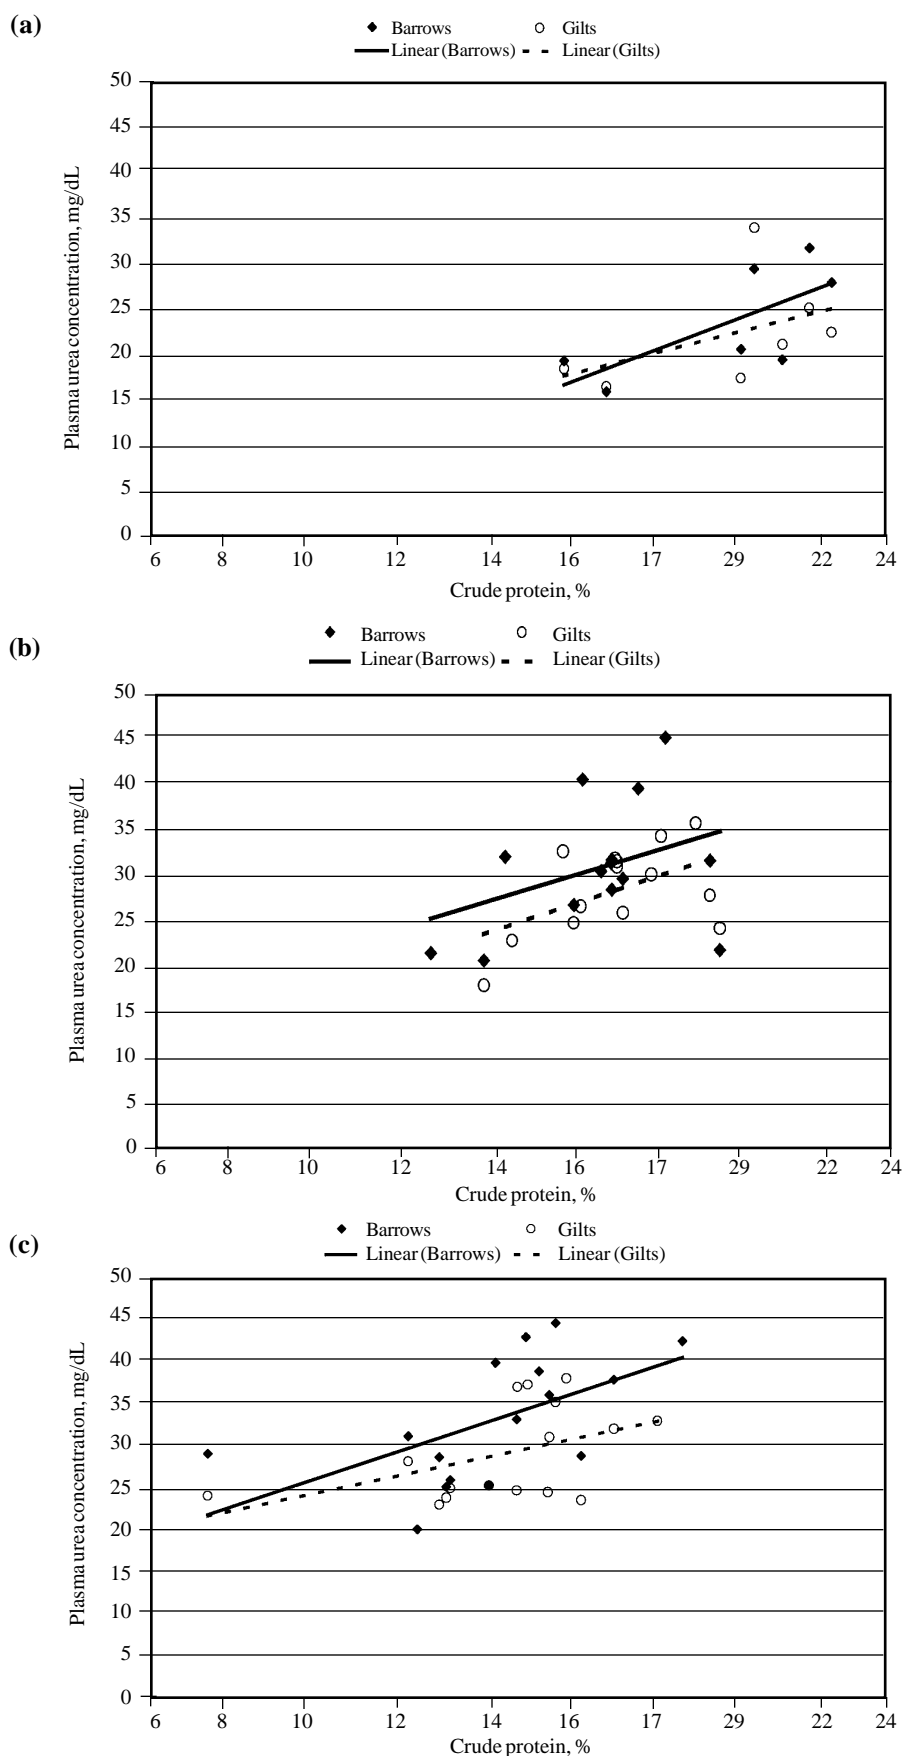 (a)
Barrows Gilts
Linear (Barrows) Linear (Gilts)
50
45
40
35
30
25
20
15
10
5
0
Plasma urea concentration, mg/dL
6 8 10 12 14 16 17 29 22 24
Crude protein, %
(b)
Barrows Gilts
Linear (Barrows) Linear (Gilts)
50
45
40
35
30
25
20
15
10
5
0
Plasma urea concentration, mg/dL
6 8 10 12 14 16 17 29 22 24
Crude protein, %
(c)
Barrows Gilts
Linear (Barrows) Linear (Gilts)
50
45
40
35
30
25
20
15
10
5
0
Plasma urea concentration, mg/dL
6 8 10 12 14 16 17 29 22 24
Crude protein, %